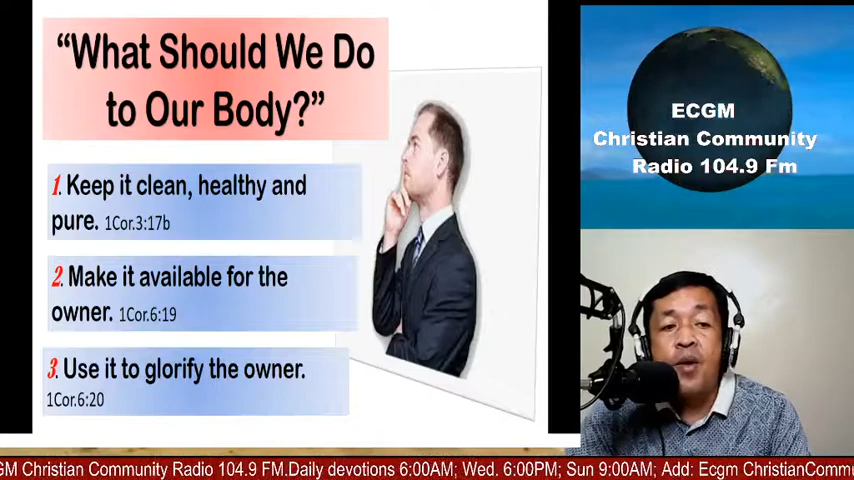 “What Should We Do
to Our Body?”
1. Keep it clean, healthy and
pure. 1Cor.3:17b
2. Make it available for the
owner. 1Cor.6:19
3. Use it to glorify the owner.
1Cor.6:20
ECGM
Christian Community
Radio 104.9 Fm
GM Christian Community Radio 104.9 FM.Daily devotions 6:00AM; Wed. 6:00PM; Sun 9:00AM; Add: Ecgm ChristianCommu